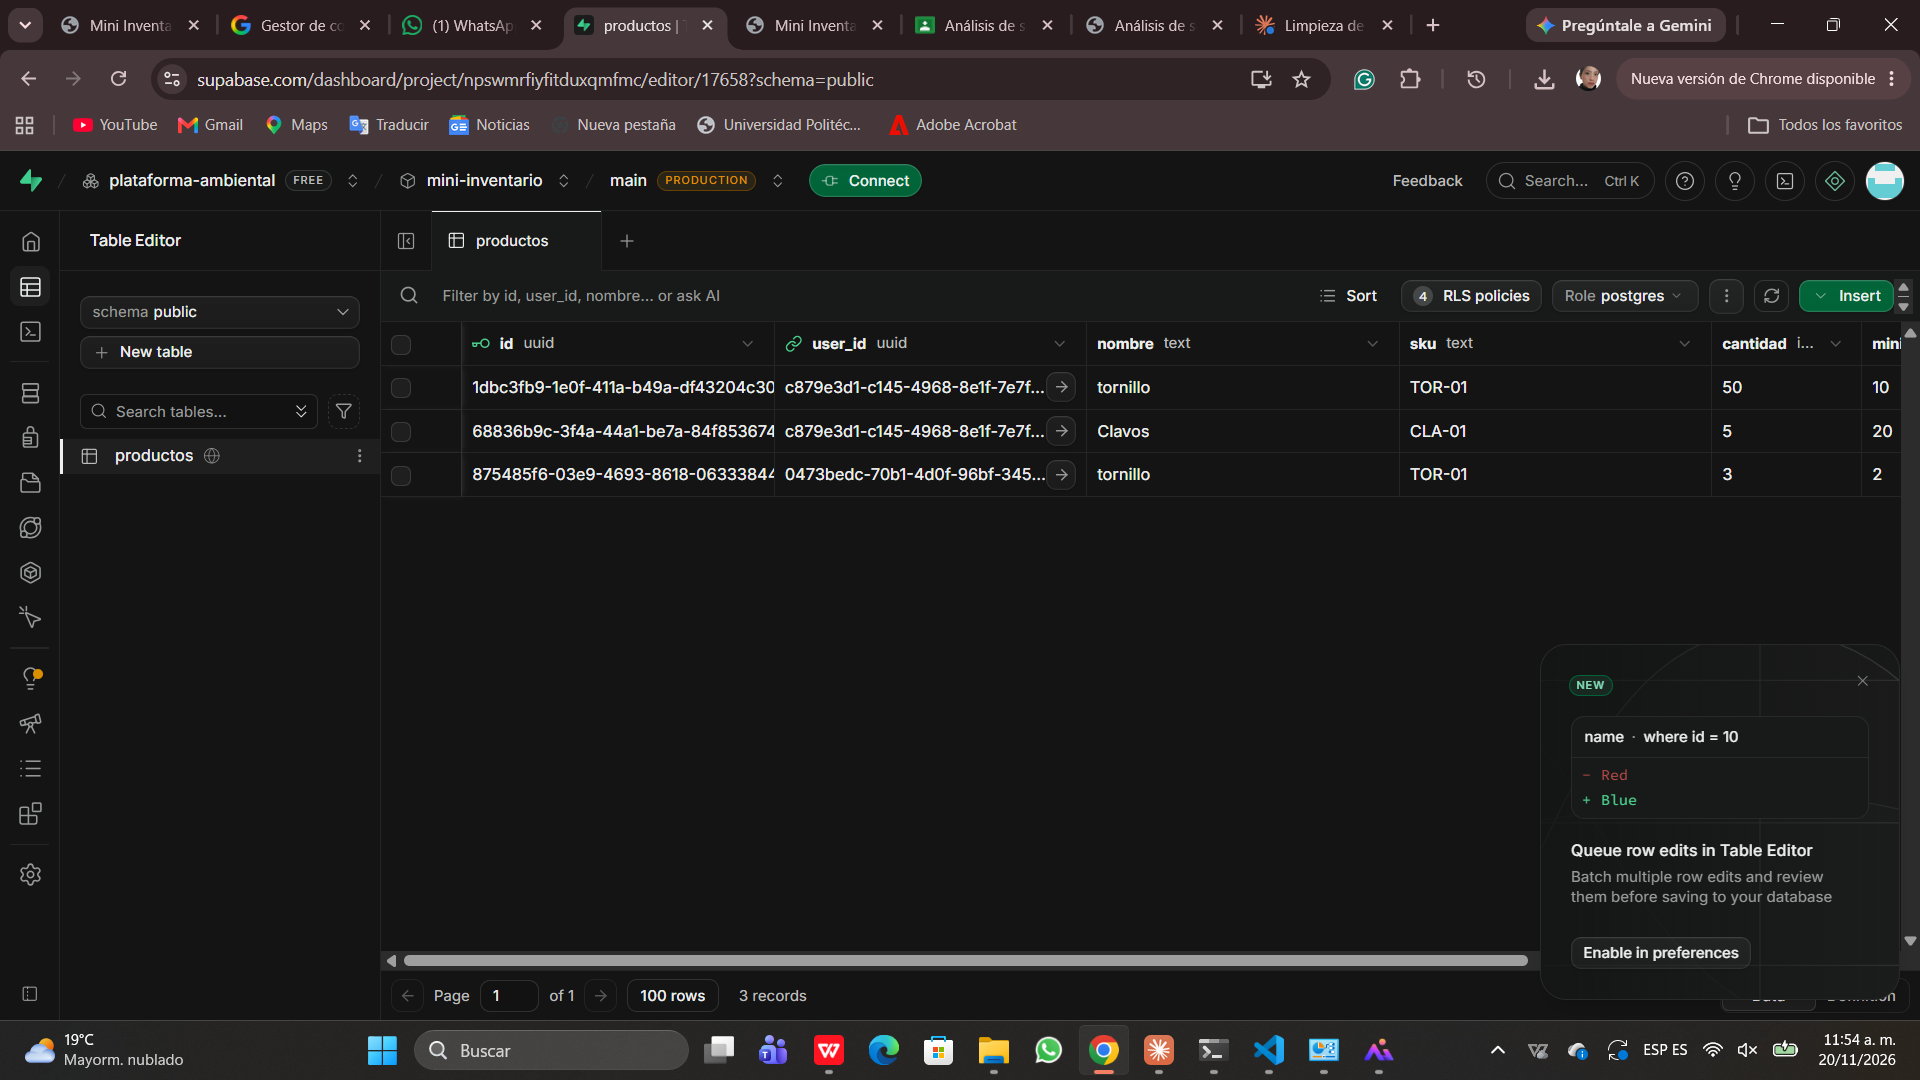 Mini Inventa
Gestor de co
(1) WhatsAp
productos | T
Mini Inventa
Análisis de s
Análisis de s
Limpieza de
Pregúntale a Gemini
supabase.com/dashboard/project/npswmrfiyfitduxqmfmc/editor/17658?schema=public
Nueva versión de Chrome disponible
YouTube
Gmail
Maps
Traducir
Noticias
Nueva pestaña
Universidad Politéc...
Adobe Acrobat
Todos los favoritos
plataforma-ambiental FREE
mini-inventario
main PRODUCTION
Connect
Feedback
Search... Ctrl K
Table Editor
productos
Filter by id, user_id, nombre... or ask AI
Sort
4 RLS policies
Role postgres
Insert
schema public
New table
Search tables...
productos
id uuid
user_id uuid
nombre text
sku text
cantidad i...
mini
1dbc3fb9-1e0f-411a-b49a-df43204c30
c879e3d1-c145-4968-8e1f-7e7f...
tornillo
TOR-01
50
10
68836b9c-3f4a-44a1-be7a-84f853674
c879e3d1-c145-4968-8e1f-7e7f...
Clavos
CLA-01
5
20
875485f6-03e9-4693-8618-06333844
0473bedc-70b1-4d0f-96bf-345...
tornillo
TOR-01
3
2
NEW
name · where id = 10
- Red
+ Blue
Queue row edits in Table Editor
Batch multiple row edits and review
them before saving to your database
Enable in preferences
Page 1 of 1
100 rows
3 records
Data
Definition
19°C
Mayorm. nublado
Buscar
ESP ES
11:54 a. m.
20/11/2026